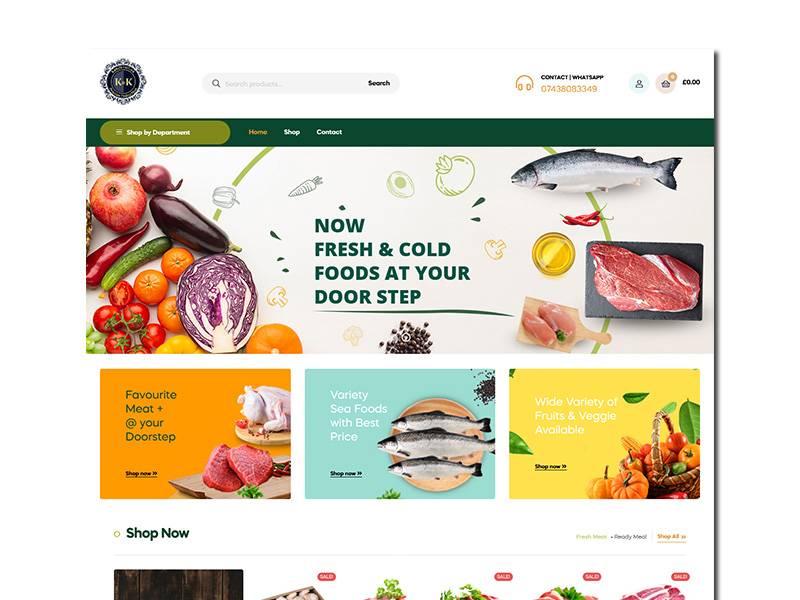 K K
Search products...
Search
CONTACT | WHATSAPP
07438083349
0
£0.00
Shop by Department
Home
Shop
Contact
NOW
FRESH & COLD
FOODS AT YOUR
DOOR STEP
Favourite
Meat +
@ your
Doorstep
Shop now »
Variety
Sea Foods
with Best
Price
Shop now »
Wide Variety of
Fruits & Veggie
Available
Shop now »
Shop Now
Fresh Meat • Ready Meal
Shop All »
SALE!
SALE!
SALE!
SALE!